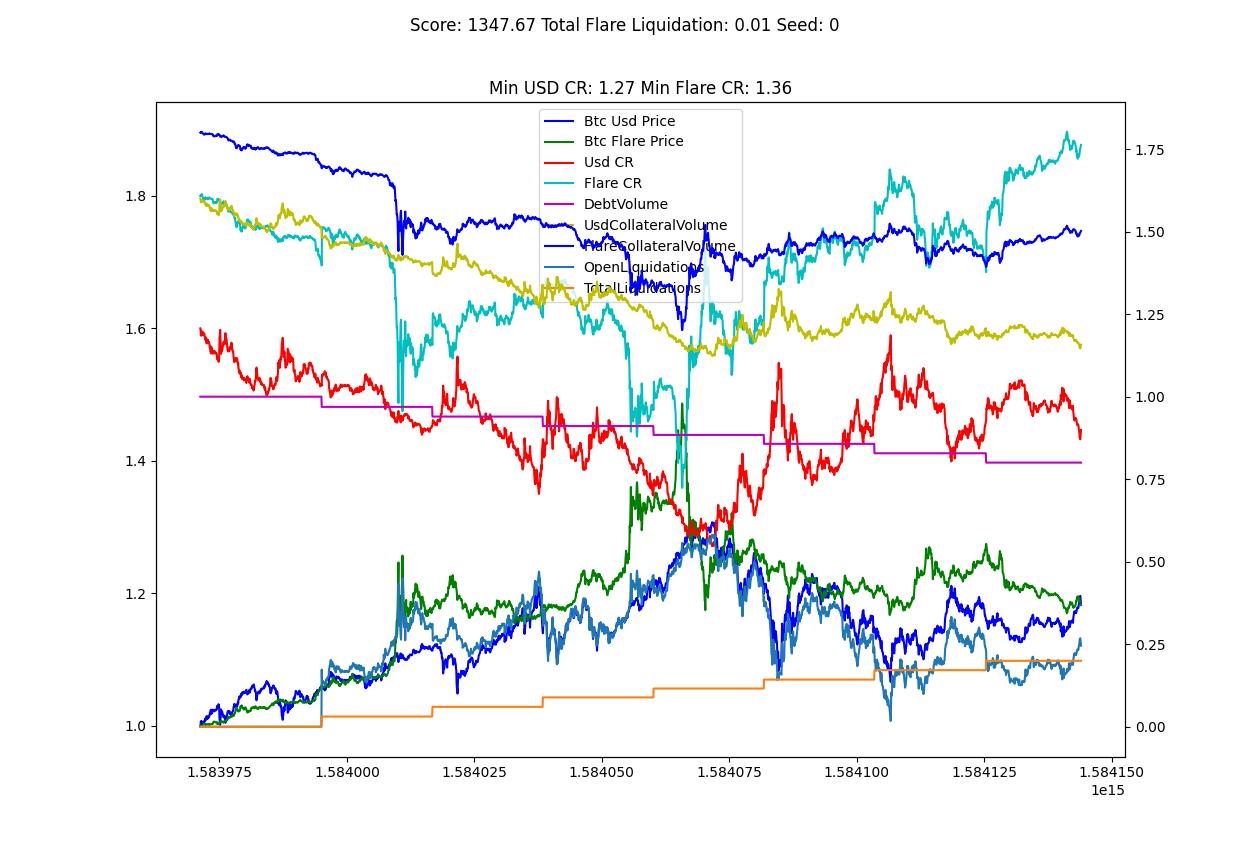 Score: 1347.67 Total Flare Liquidation: 0.01 Seed: 0
Min USD CR: 1.27 Min Flare CR: 1.36
Btc Usd Price
Btc Flare Price
Usd CR
Flare CR
DebtVolume
UsdCollateralVolume
FlareCollateralVolume
OpenLiquidations
TotalLiquidations
1.8
1.6
1.4
1.2
1.0
1.75
1.50
1.25
1.00
0.75
0.50
0.25
0.00
1.583975 1.584000 1.584025 1.584050 1.584075 1.584100 1.584125 1.584150
1e15